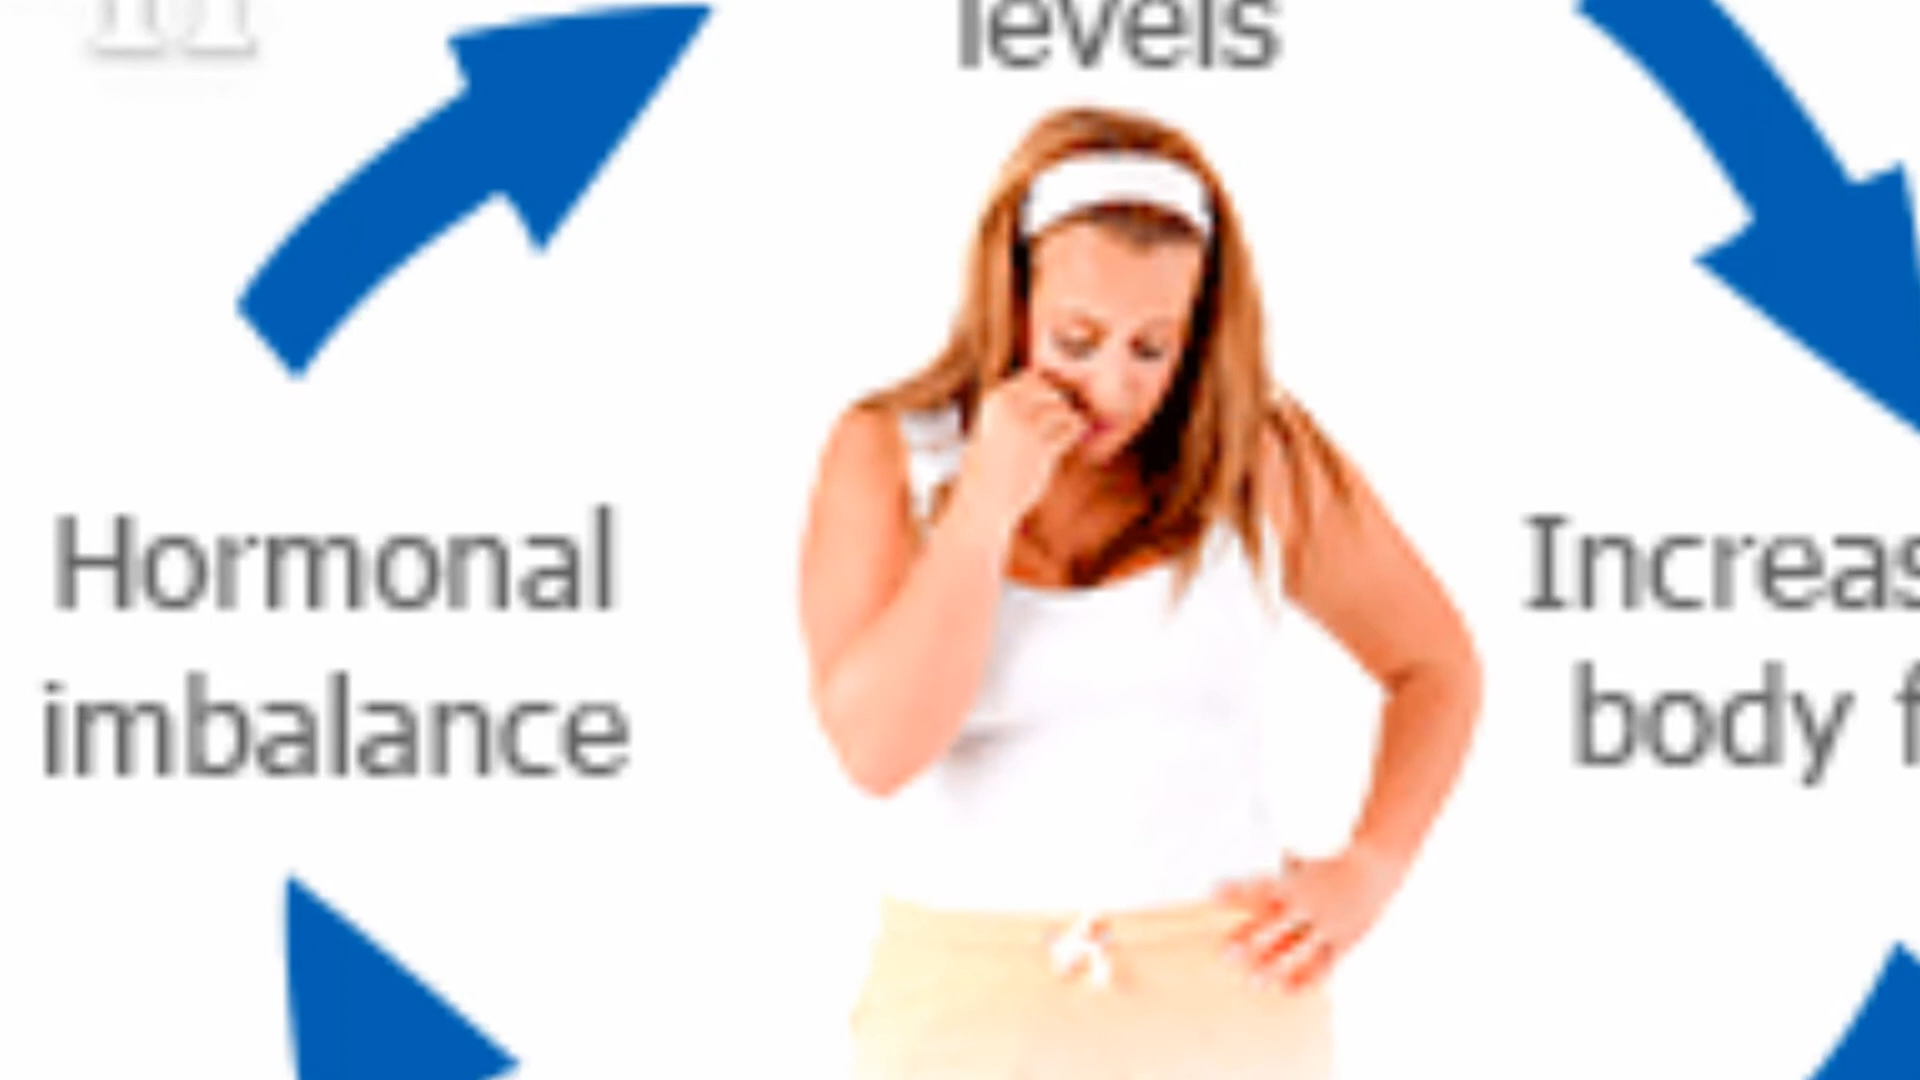 levels
Hormonal
imbalance
Increas
body f